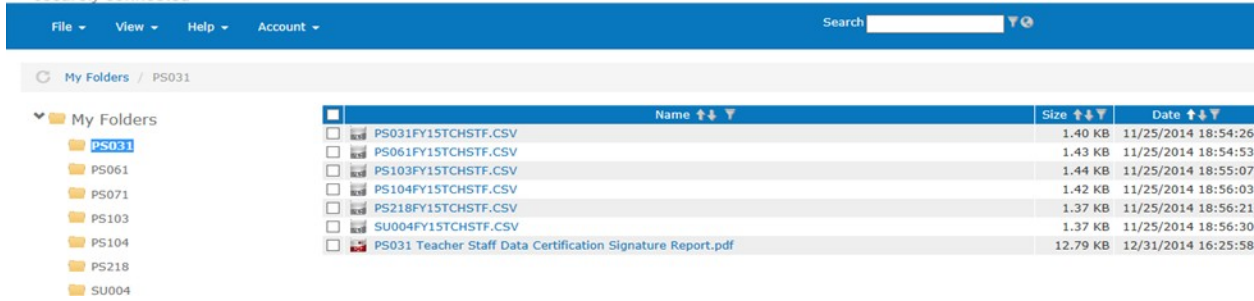 File View Help Account Search
My Folders / PS031
My Folders
PS031
PS061
PS071
PS103
PS104
PS218
SU004
Name Size Date
PS031FY15TCHSTF.CSV 1.40 KB 11/25/2014 18:54:26
PS061FY15TCHSTF.CSV 1.43 KB 11/25/2014 18:54:53
PS103FY15TCHSTF.CSV 1.44 KB 11/25/2014 18:55:07
PS104FY15TCHSTF.CSV 1.42 KB 11/25/2014 18:56:03
PS218FY15TCHSTF.CSV 1.37 KB 11/25/2014 18:56:21
SU004FY15TCHSTF.CSV 1.37 KB 11/25/2014 18:56:30
PS031 Teacher Staff Data Certification Signature Report.pdf 12.79 KB 12/31/2014 16:25:58